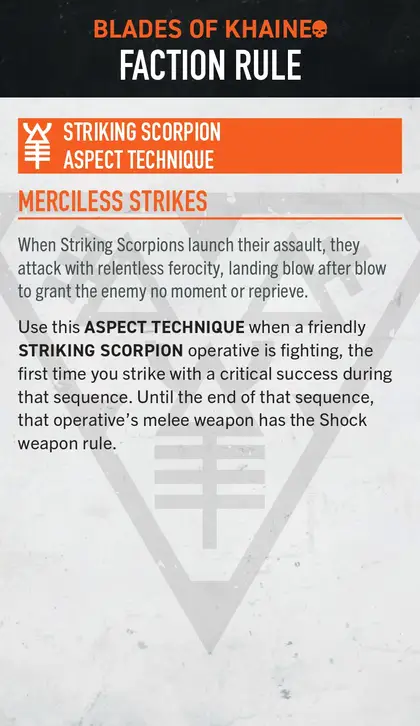 BLADES OF KHAINE
FACTION RULE
STRIKING SCORPION
ASPECT TECHNIQUE
MERCILESS STRIKES
When Striking Scorpions launch their assault, they
attack with relentless ferocity, landing blow after blow
to grant the enemy no moment or reprieve.
Use this ASPECT TECHNIQUE when a friendly
STRIKING SCORPION operative is fighting, the
first time you strike with a critical success during
that sequence. Until the end of that sequence,
that operative’s melee weapon has the Shock
weapon rule.